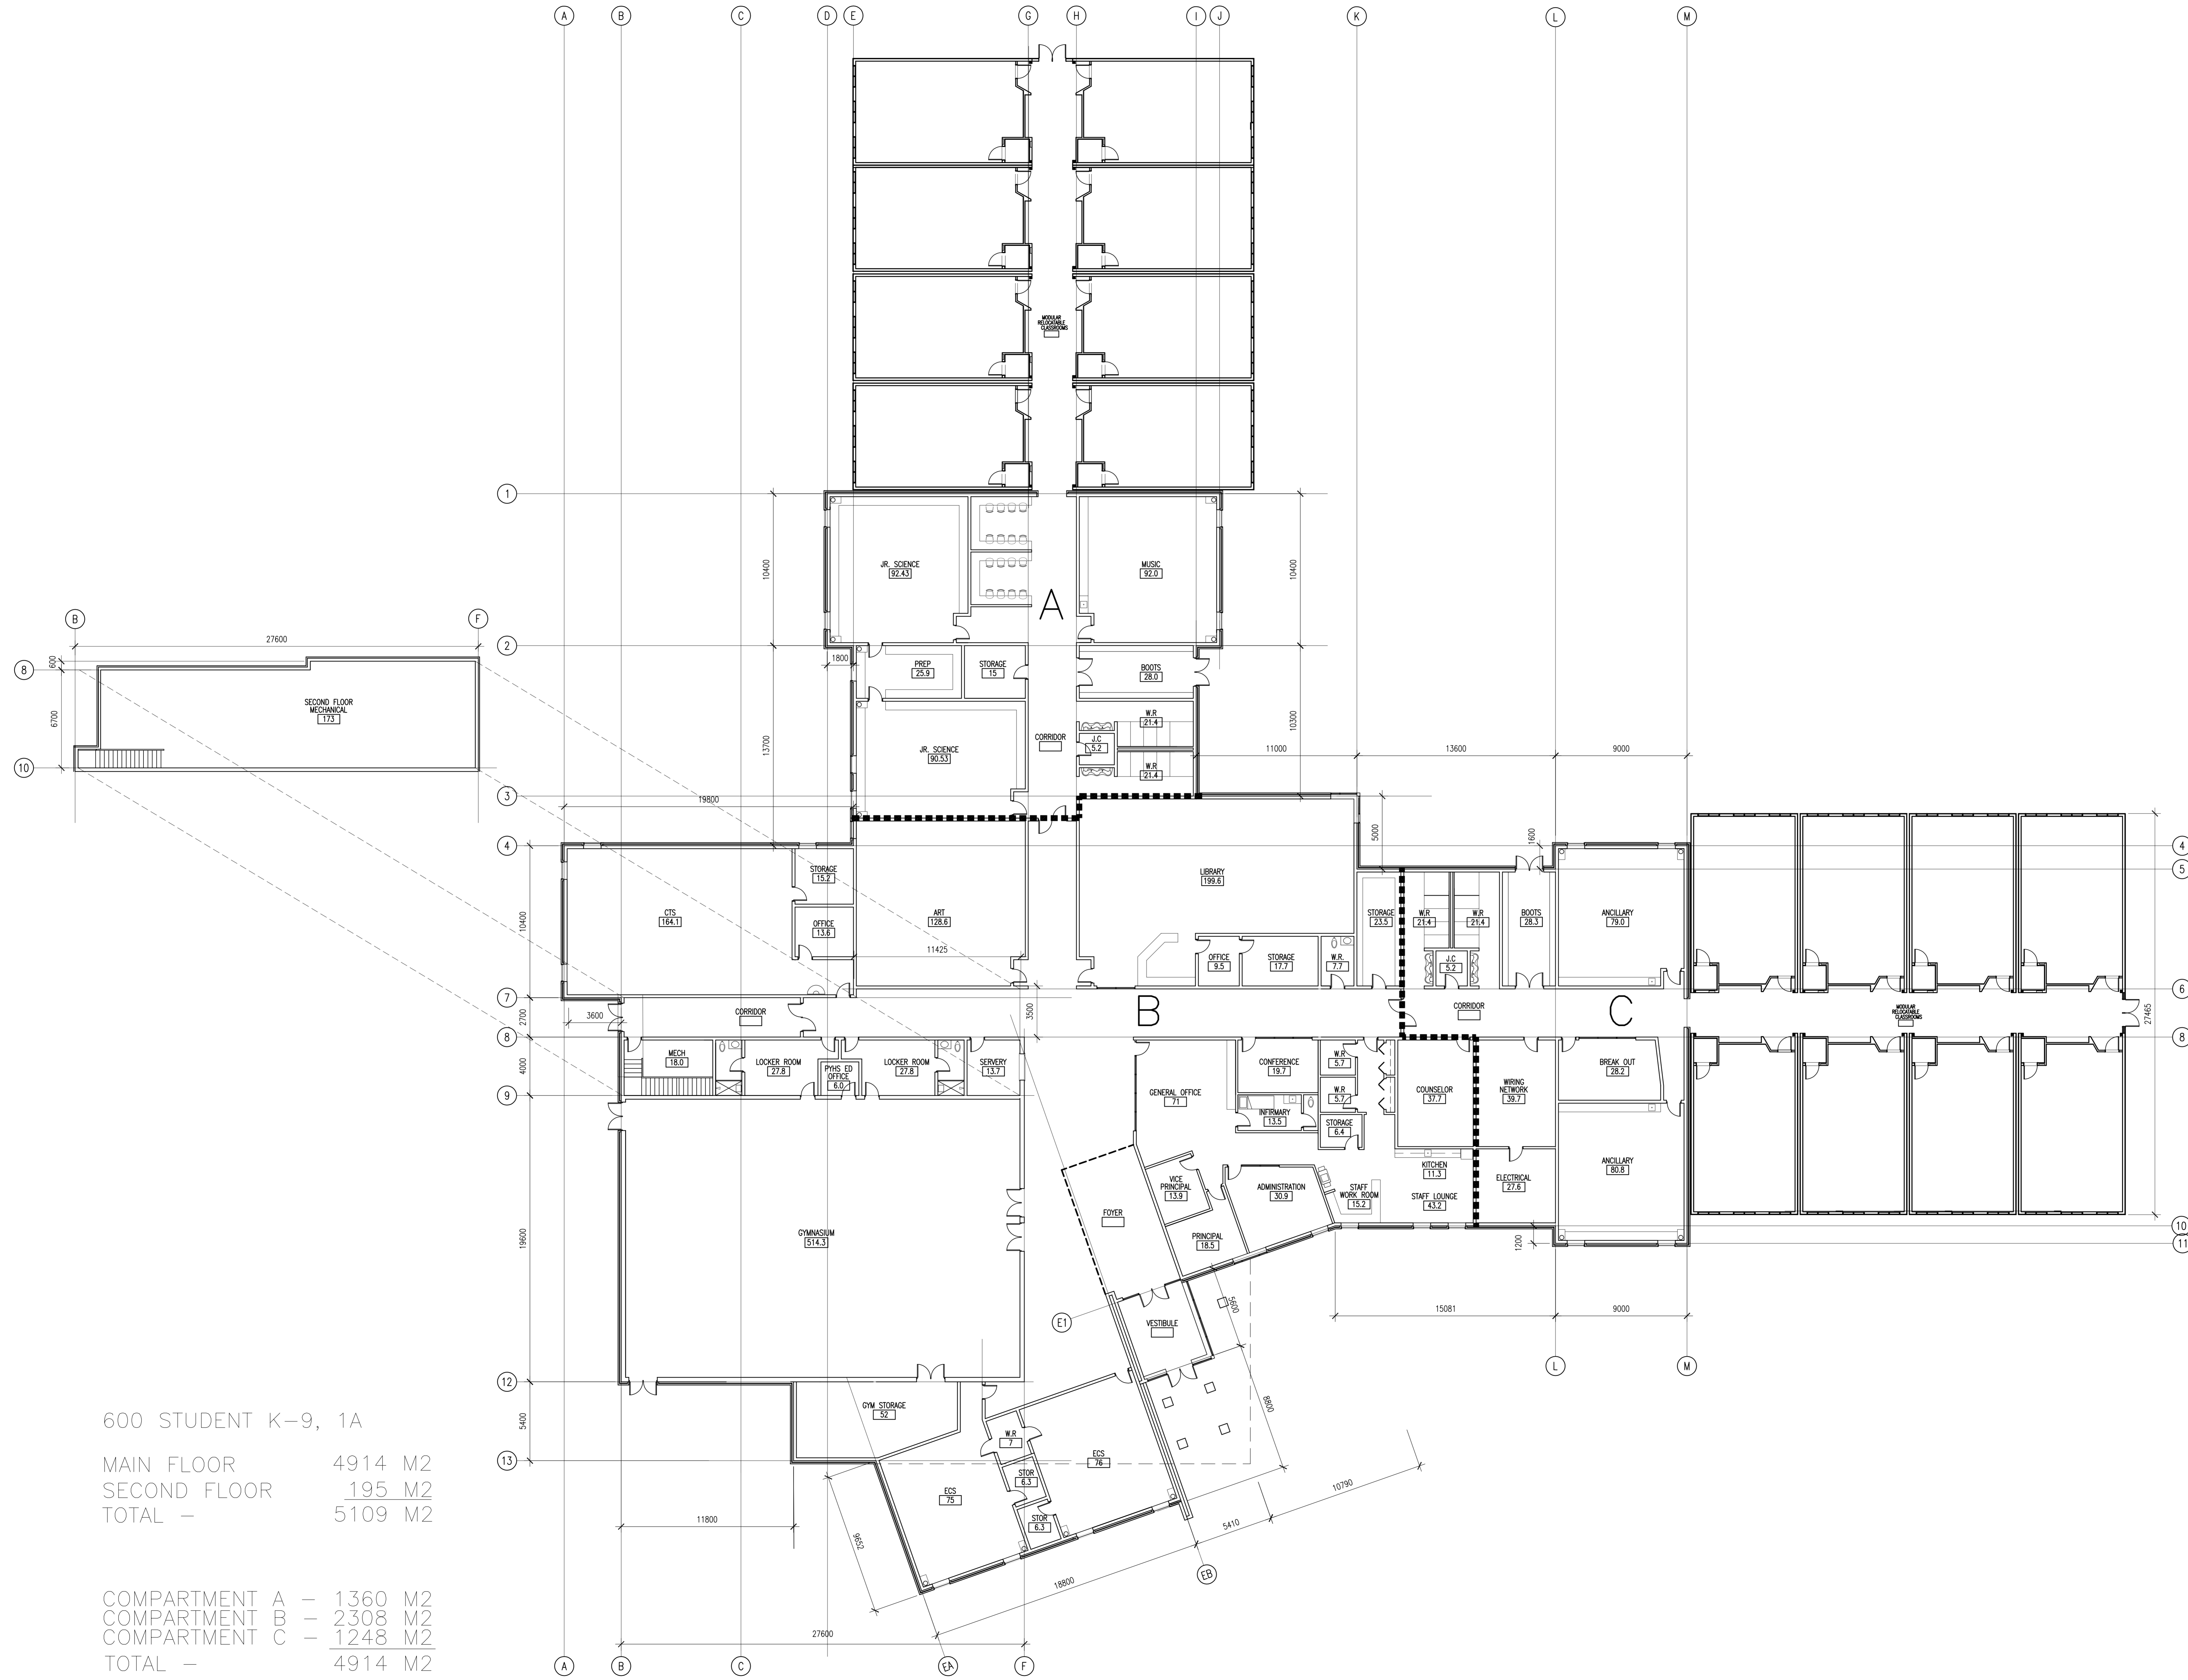 A
B
C
D
E
G
H
I
J
K
L
M
MODULAR
RELOCATABLE
CLASSROOMS
1
10400
JR. SCIENCE
92.43
MUSIC
92.0
10400
A
2
1800
PREP
25.9
STORAGE
15
BOOTS
28.0
B
F
27600
8
600
6700
SECOND FLOOR
MECHANICAL
173
10
13700
JR. SCIENCE
90.53
CORRIDOR
W.R
21.4
J.C
5.2
W.R
21.4
10300
11000
13600
9000
3
19800
5000
1600
4
4
5
10400
CTS
164.1
STORAGE
15.2
OFFICE
13.6
ART
128.6
11425
LIBRARY
199.6
OFFICE
9.5
STORAGE
17.7
W.R.
7.7
STORAGE
23.5
W.R
21.4
W.R
21.4
J.C
5.2
BOOTS
28.3
ANCILLARY
79.0
6
7
2700
3600
CORRIDOR
3500
B
CORRIDOR
C
MODULAR
RELOCATABLE
CLASSROOMS
27465
8
8
4000
MECH
18.0
LOCKER ROOM
27.8
PYHS ED
OFFICE
6.0
LOCKER ROOM
27.8
SERVERY
13.7
GENERAL OFFICE
71
CONFERENCE
19.7
W.R
5.7
W.R
5.7
INFIRMARY
13.5
STORAGE
6.4
COUNSELOR
37.7
WIRING
NETWORK
39.7
BREAK OUT
28.2
9
19600
GYMNASIUM
514.3
FOYER
VICE
PRINCIPAL
13.9
PRINCIPAL
18.5
ADMINISTRATION
30.9
STAFF
WORK ROOM
15.2
KITCHEN
11.3
STAFF LOUNGE
43.2
ELECTRICAL
27.6
ANCILLARY
80.8
1200
10
11
E1
VESTIBULE
5600
15081
9000
L
M
12
5400
GYM STORAGE
52
8800
W.R
7
ECS
76
STOR
6.3
13
ECS
75
STOR
6.3
11800
9652
10790
5410
18800
EB
27600
A
B
C
EA
F
600 STUDENT K-9, 1A
MAIN FLOOR 4914 M2
SECOND FLOOR 195 M2
TOTAL - 5109 M2
COMPARTMENT A - 1360 M2
COMPARTMENT B - 2308 M2
COMPARTMENT C - 1248 M2
TOTAL - 4914 M2